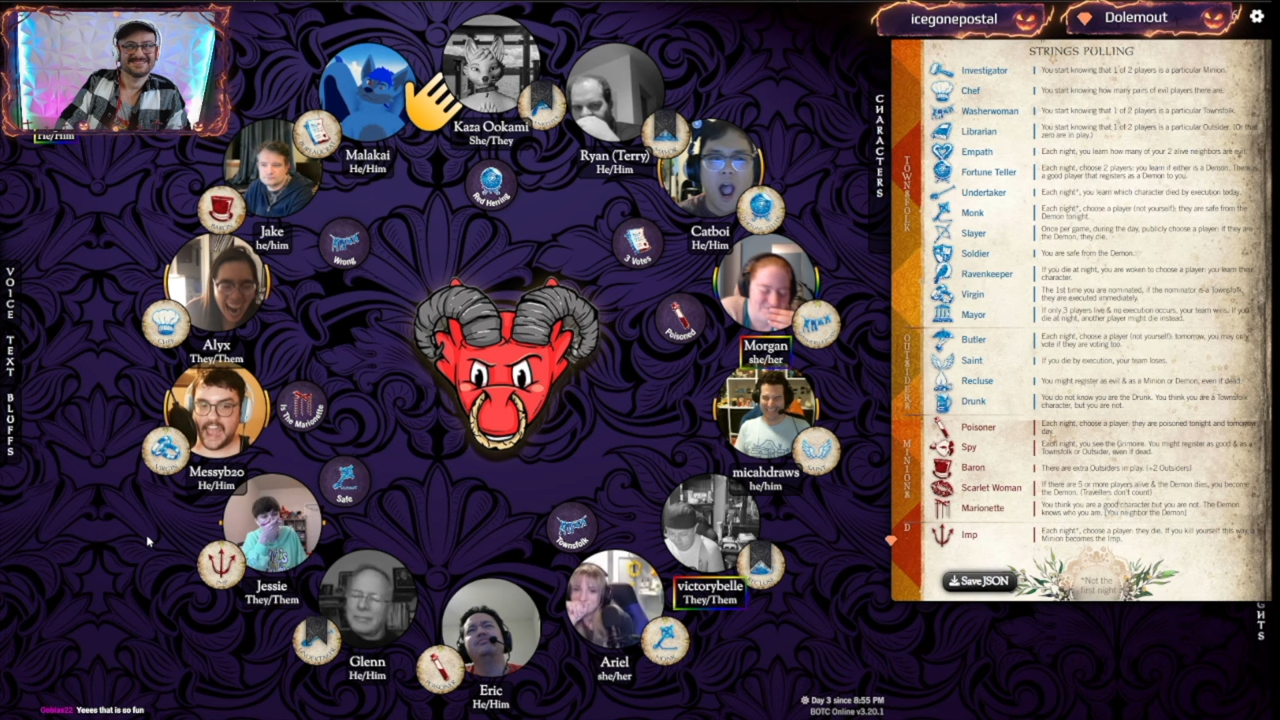 icegonepostal
Dolemout
He/Him
Malakai
He/Him
Kaza Ookami
She/They
Ryan (Terry)
He/Him
Catboi
He/Him
Morgan
she/her
micahdraws
he/him
victorybelle
They/Them
Ariel
she/her
Eric
He/Him
Glenn
He/Him
Jessie
They/Them
Messyb20
He/Him
Alyx
They/Them
Jake
he/him
Red Herring
Wrong
3 Votes
Poisoned
Is The Marionette
Safe
Townsfolk
VOICE TEXT BLUFFS
CHARACTERS
GHTS
STRINGS PULLING
TOWNSFOLK
Investigator
You start knowing that 1 of 2 players is a particular Minion.
Chef
You start knowing how many pairs of evil players there are.
Washerwoman
You start knowing that 1 of 2 players is a particular Townsfolk.
Librarian
You start knowing that 1 of 2 players is a particular Outsider. (Or that
zero are in play.)
Empath
Each night, you learn how many of your 2 alive neighbors are evil.
Fortune Teller
Each night, choose 2 players: you learn if either is a Demon. There is
a good player that registers as a Demon to you.
Undertaker
Each night*, you learn which character died by execution today.
Monk
Each night*, choose a player (not yourself): they are safe from the
Demon tonight.
Slayer
Once per game, during the day, publicly choose a player: if they are
the Demon, they die.
Soldier
You are safe from the Demon.
Ravenkeeper
If you die at night, you are woken to choose a player: you learn their
character.
Virgin
The 1st time you are nominated, if the nominator is a Townsfolk,
they are executed immediately.
Mayor
If only 3 players live & no execution occurs, your team wins. If you
die at night, another player might die instead.
OUTSIDERS
Butler
Each night, choose a player (not yourself): tomorrow, you may only
vote if they are voting too.
Saint
If you die by execution, your team loses.
Recluse
You might register as evil & as a Minion or Demon, even if dead.
Drunk
You do not know you are the Drunk. You think you are a Townsfolk
character, but you are not.
MINIONS
Poisoner
Each night, choose a player: they are poisoned tonight and tomorrow
day.
Spy
Each night, you see the Grimoire. You might register as good & as a
Townsfolk or Outsider, even if dead.
Baron
There are extra Outsiders in play. [+2 Outsiders]
Scarlet Woman
If there are 5 or more players alive & the Demon dies, you become
the Demon. (Travellers don't count)
Marionette
You think you are a good character but you are not. The Demon
knows who you are. [You neighbor the Demon]
D
Imp
Each night*, choose a player: they die. If you kill yourself this way, a
Minion becomes the Imp.
Save JSON
*Not the
first night
Day 3 since 8:55 PM
BOTC Online v3.20.1
Gobias22 Yeees that is so fun